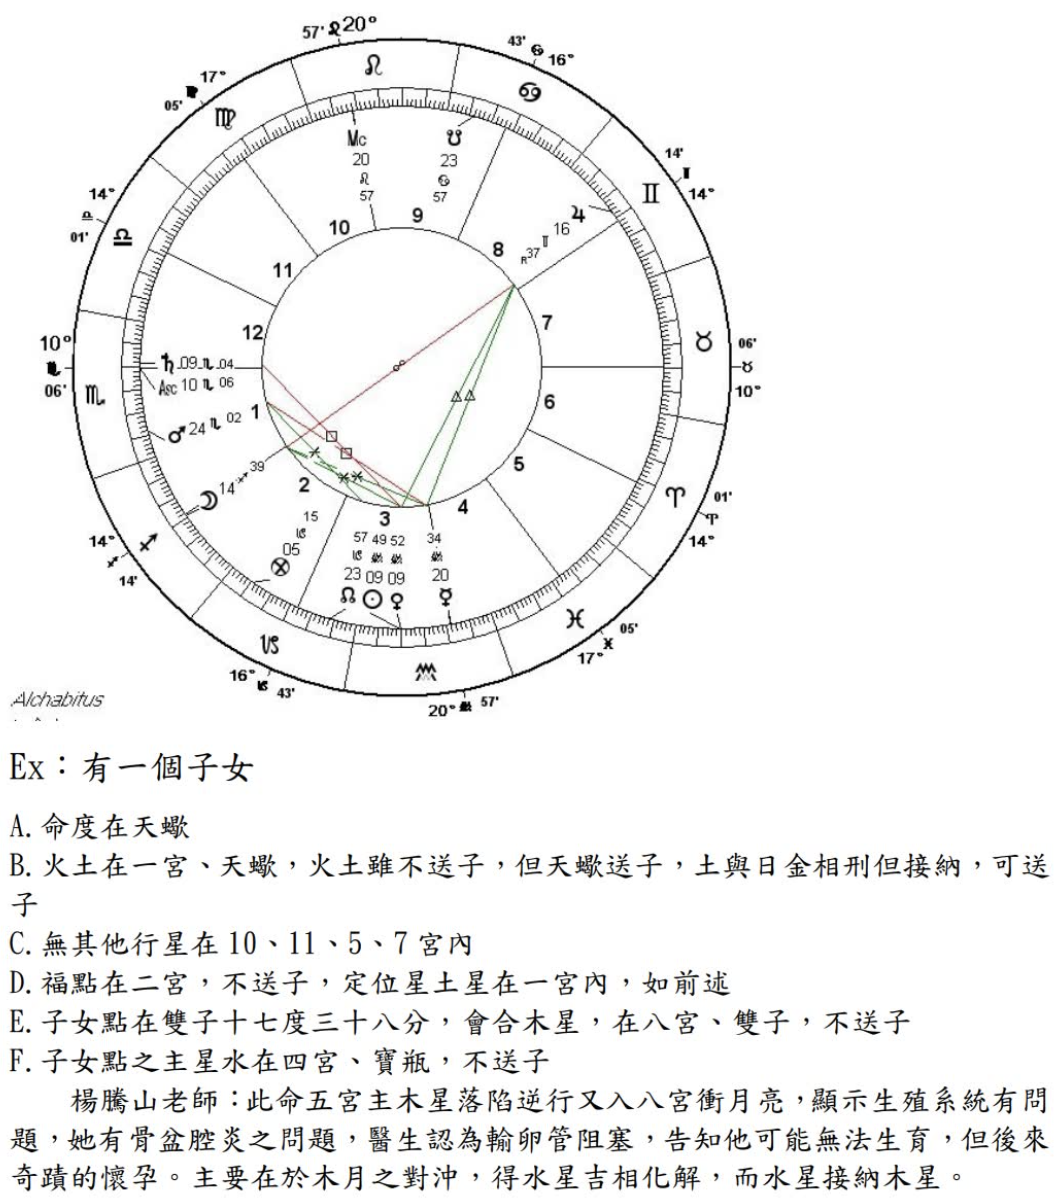 57' ♌ 20°
43' ♋ 16°
05' ♍ 17°
14' ♊ 14°
14° ♎ 01'
10° ♏ 06'
06' ♉ 10°
01' ♈ 14°
14° ♐ 14'
05' ♓ 17°
16° ♑ 43'
20° ♒ 57'
♌
♋
♍
♊
♎
♉
♏
♈
♐
♓
♑
♒
Mc 20 ♌ 57
☋ 23 ♋ 57
♃ 16 ♊ 37 R
♄ 09 ♏ 04
Asc 10 ♏ 06
♂ 24 ♏ 02
☽ 14 ♐ 39
⊗ 05 ♑ 15
☊ 23 ♑ 57
☉ 09 ♒ 49
♀ 09 ♒ 52
☿ 20 ♒ 34
1
2
3
4
5
6
7
8
9
10
11
12
Alchabitus
Ex：有一個子女
A.命度在天蠍
B.火土在一宮、天蠍，火土雖不送子，但天蠍送子，土與日金相刑但接納，可送
子
C.無其他行星在10、11、5、7宮內
D.福點在二宮，不送子，定位星土星在一宮內，如前述
E.子女點在雙子十七度三十八分，會合木星，在八宮、雙子，不送子
F.子女點之主星水在四宮、寶瓶，不送子
楊騰山老師：此命五宮主木星落陷逆行又入八宮衝月亮，顯示生殖系統有問
題，她有骨盆腔炎之問題，醫生認為輸卵管阻塞，告知他可能無法生育，但後來
奇蹟的懷孕。主要在於木月之對沖，得水星吉相化解，而水星接納木星。